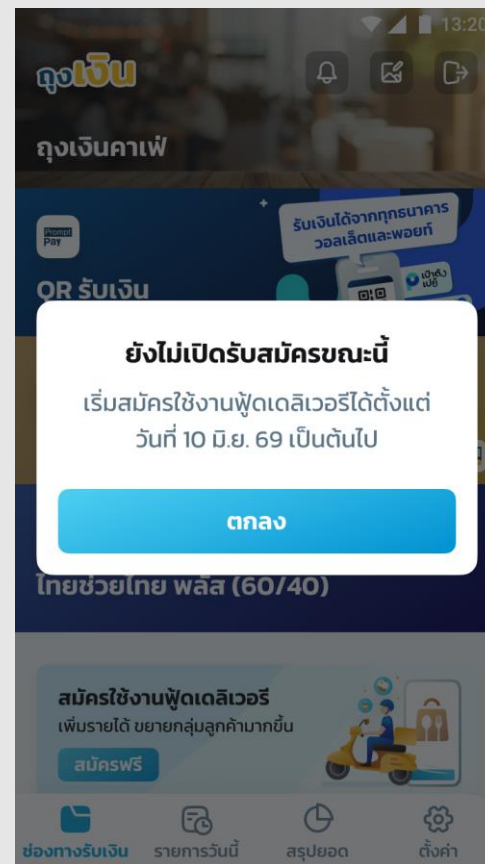 13:20
ถุงเงิน
ถุงเงินคาเฟ่
รับเงินได้จากทุกธนาคาร
วอลเล็ตและพอยท์
Prompt
Pay
เป๋าตัง
เปย์
QR รับเงิน
ยังไม่เปิดรับสมัครขณะนี้
เริ่มสมัครใช้งานฟู้ดเดลิเวอรีได้ตั้งแต่
วันที่ 10 มิ.ย. 69 เป็นต้นไป
ตกลง
ไทยช่วยไทย พลัส (60/40)
สมัครใช้งานฟู้ดเดลิเวอรี
เพิ่มรายได้ ขยายกลุ่มลูกค้ามากขึ้น
สมัครฟรี
ช่องทางรับเงิน รายการวันนี้ สรุปยอด ตั้งค่า